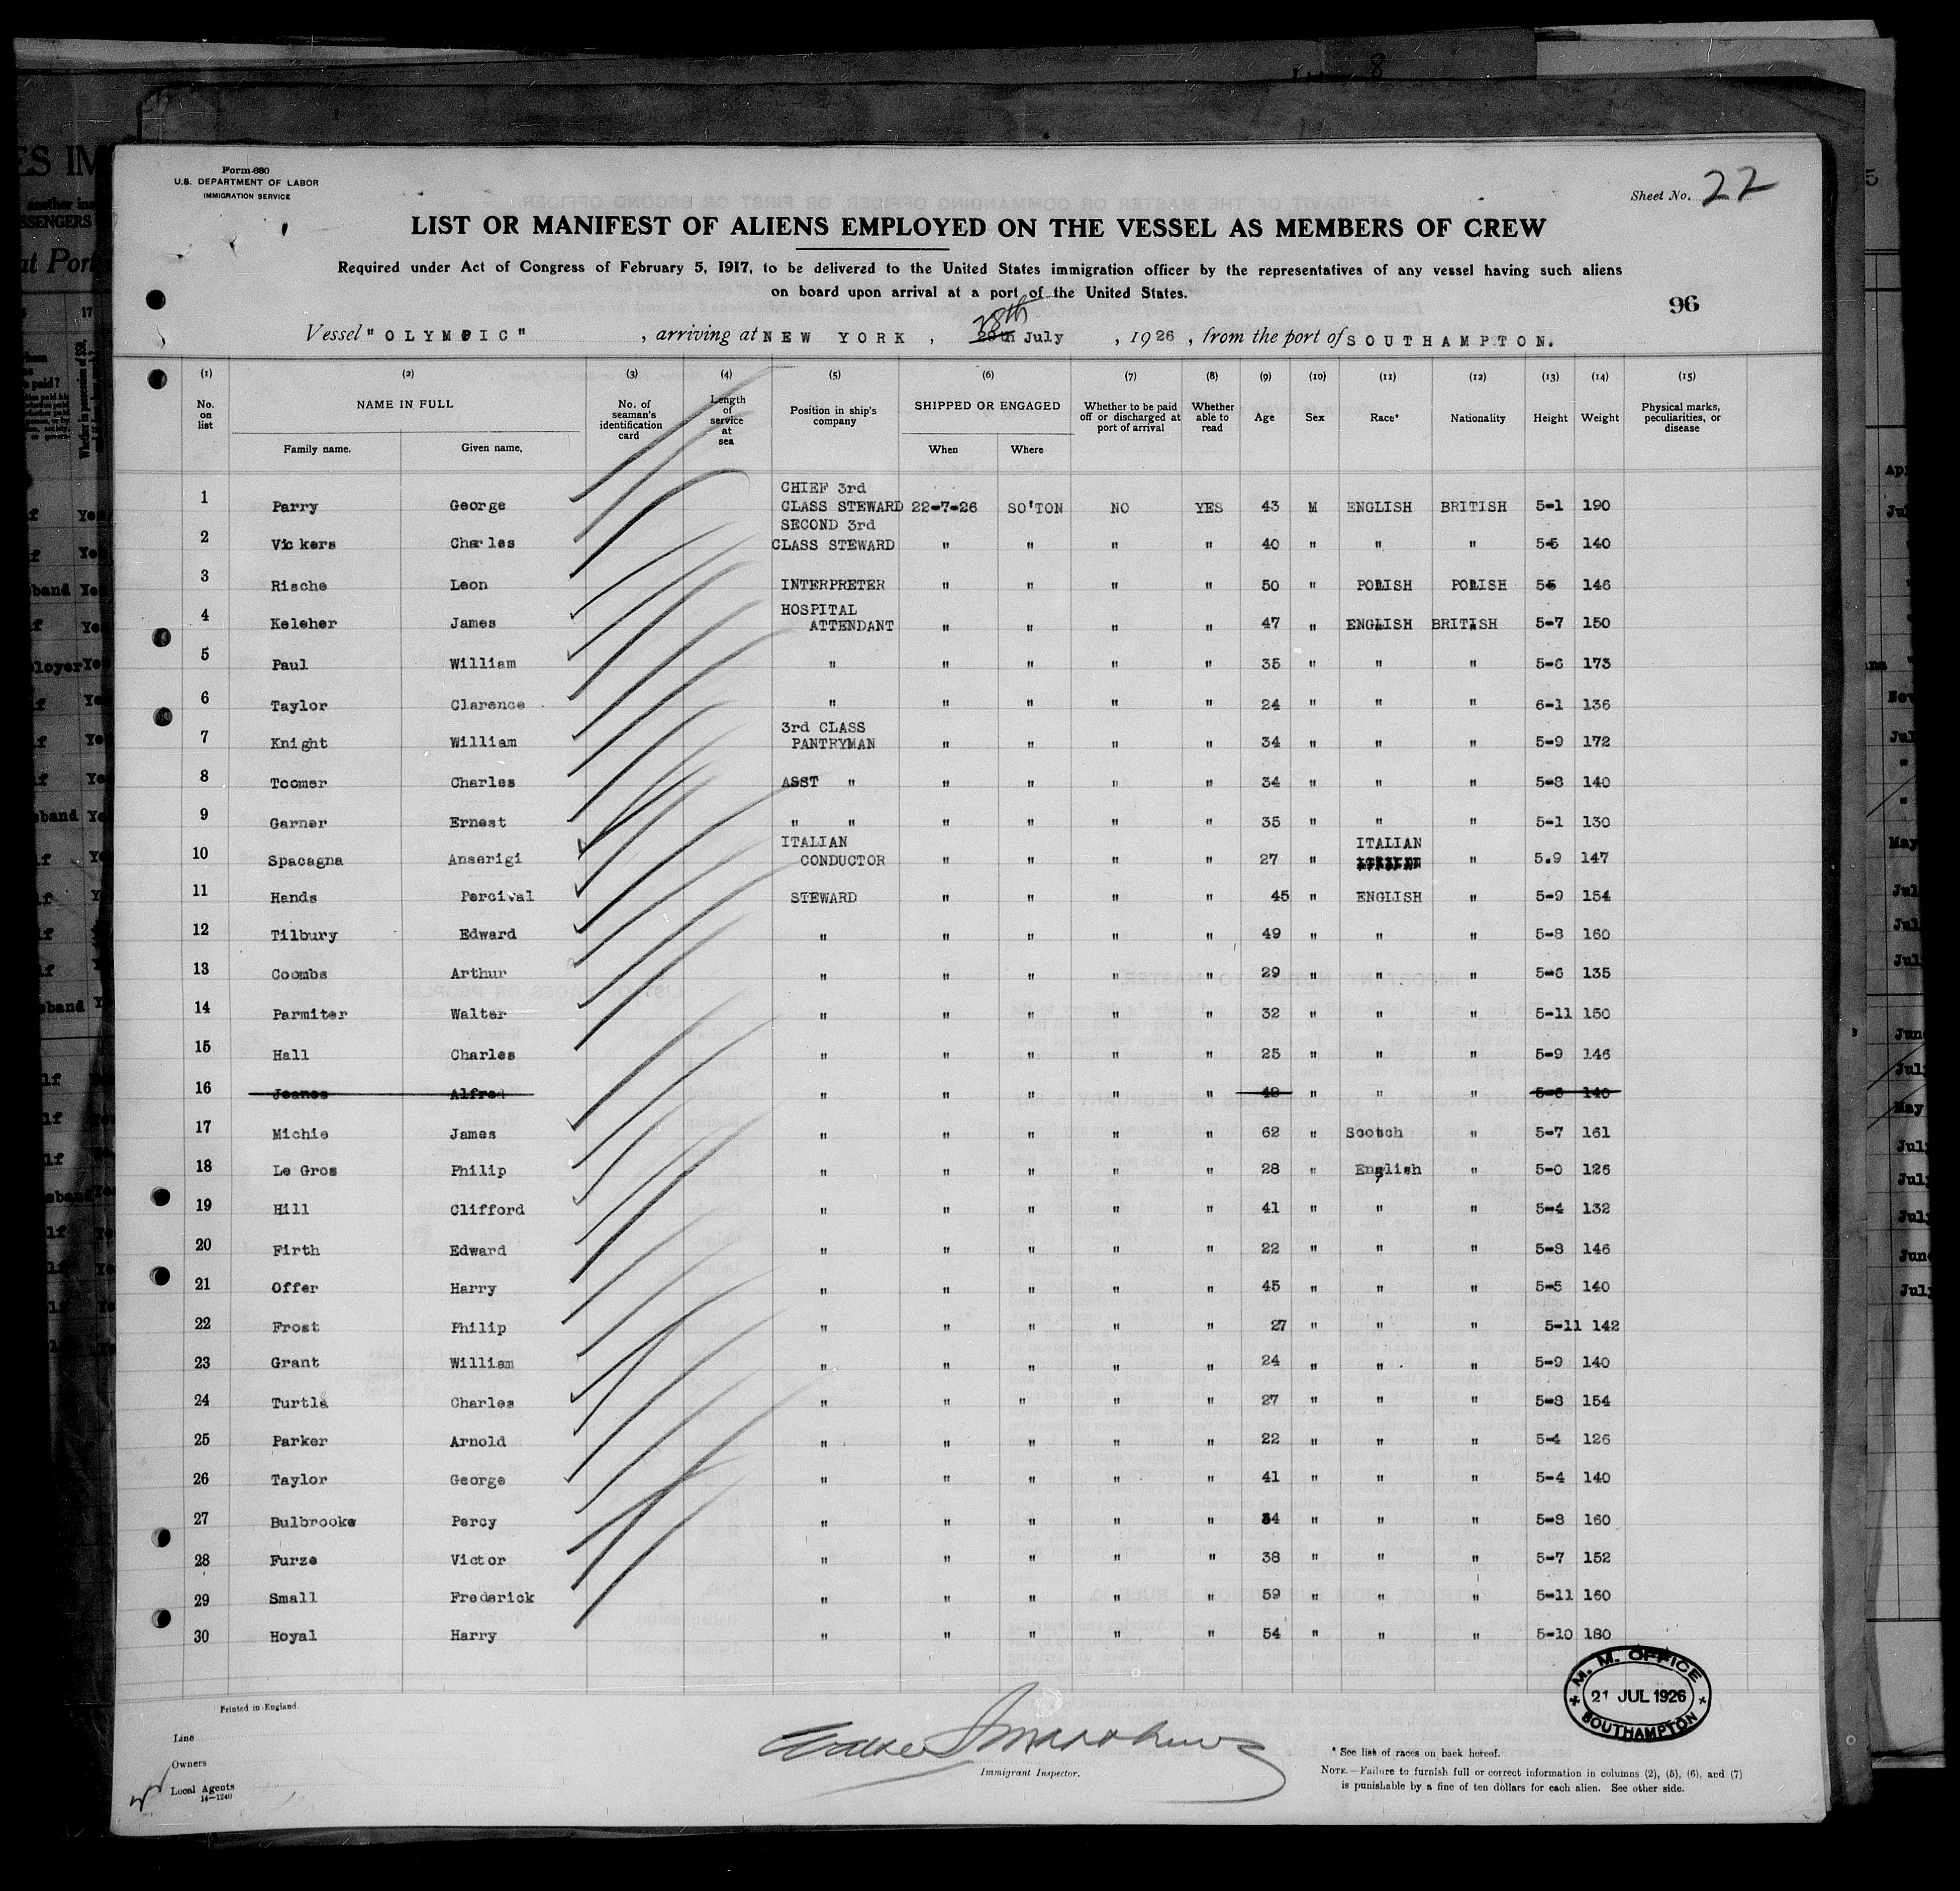 Form 680
U.S. DEPARTMENT OF LABOR
IMMIGRATION SERVICE
Sheet No. 22
LIST OR MANIFEST OF ALIENS EMPLOYED ON THE VESSEL AS MEMBERS OF CREW
Required under Act of Congress of February 5, 1917, to be delivered to the United States immigration officer by the representatives of any vessel having such aliens
on board upon arrival at a port of the United States.
96
28th
Vessel "OLYMPIC", arriving at NEW YORK, July, 1926, from the port of SOUTHAMPTON.
(1) (2) (3) (4) (5) (6) (7) (8) (9) (10) (11) (12) (13) (14) (15)
No. on list NAME IN FULL No. of seaman's identification card Length of service at sea Position in ship's company SHIPPED OR ENGAGED Whether to be paid off or discharged at port of arrival Whether able to read Age Sex Race* Nationality Height Weight Physical marks, peculiarities, or disease
Family name. Given name. When Where
CHIEF 3rd
1 Parry George CLASS STEWARD 22-7-26 SO'TON NO YES 43 M ENGLISH BRITISH 5-1 190
SECOND 3rd
2 Vickers Charles CLASS STEWARD " " " " 40 " " " 5-5 140
3 Rische Leon INTERPRETER " " " " 50 " POLISH POLISH 55 146
HOSPITAL
4 Keleher James ATTENDANT " " " " 47 " ENGLISH BRITISH 5-7 150
5 Paul William " " " " " 35 " " " 5-6 173
6 Taylor Clarence " " " " " 24 " " " 6-1 136
3rd CLASS
7 Knight William PANTRYMAN " " " " 34 " " " 5-9 172
8 Toomer Charles ASST " " " " " 34 " " " 5-8 140
9 Garner Ernest " " " " " " 35 " " " 5-1 130
ITALIAN ITALIAN
10 Spacagna Anserigi CONDUCTOR " " " " 27 " " 5.9 147
11 Hands Percival STEWARD " " " " 45 " ENGLISH " 5-9 154
12 Tilbury Edward " " " " " 49 " " " 5-8 160
13 Coombs Arthur " " " " " 29 " " " 5-6 135
14 Parmiter Walter " " " " " 32 " " " 5-11 150
15 Hall Charles " " " " " 25 " " " 5-9 146
16 Jeanes Alfred " " " " " 49 " " " 5-6 140
17 Michie James " " " " " 62 " Scotch " 5-7 161
18 Le Gros Philip " " " " " 28 " English " 5-0 126
19 Hill Clifford " " " " " 41 " " " 5-4 132
20 Firth Edward " " " " " 22 " " " 5-8 146
21 Offer Harry " " " " " 45 " " " 5-5 140
22 Frost Philip " " " " " 27 " " " 5-11 142
23 Grant William " " " " " 24 " " " 5-9 140
24 Turtle Charles " " " " " 27 " " " 5-8 154
25 Parker Arnold " " " " " 22 " " " 5-4 126
26 Taylor George " " " " " 41 " " " 5-4 140
27 Bulbrooke Percy " " " " " 34 " " " 5-8 160
28 Furze Victor " " " " " 38 " " " 5-7 152
29 Small Frederick " " " " " 59 " " " 5-11 160
30 Hoyal Harry " " " " " 54 " " " 5-10 180
M. M. OFFICE
21 JUL 1926
SOUTHAMPTON
Printed in England.
Line
Owners
Local Agents
14-1240
Immigrant Inspector.
* See list of races on back hereof.
NOTE.—Failure to furnish full or correct information in columns (2), (5), (6), and (7)
is punishable by a fine of ten dollars for each alien. See other side.